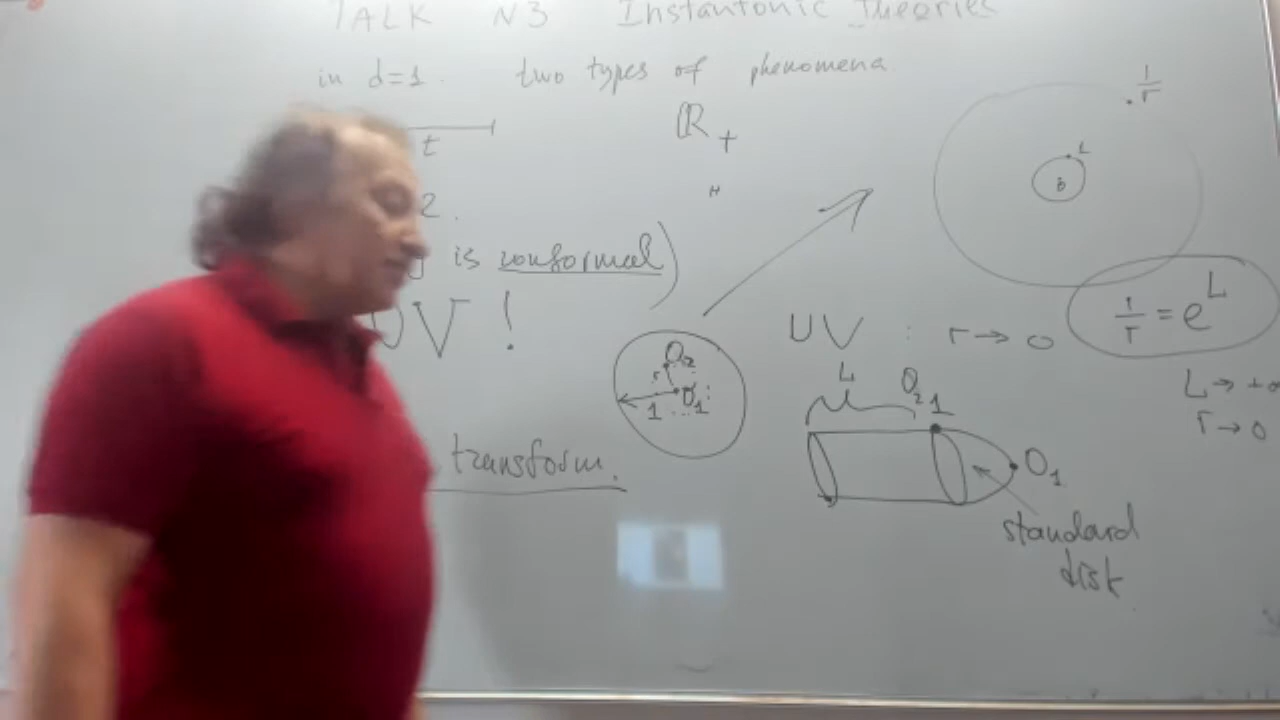 TALK N3 Instantonic Theories
in d=1. two types of phenomena
t
ℝ₊
2.
is conformal)
UV !
transform.
O₂
r
O₁
1
1/r
1
0
UV : r → 0
1/r = e^L
L → +∞
r → 0
L
O₂ 1
O₁
standard
disk